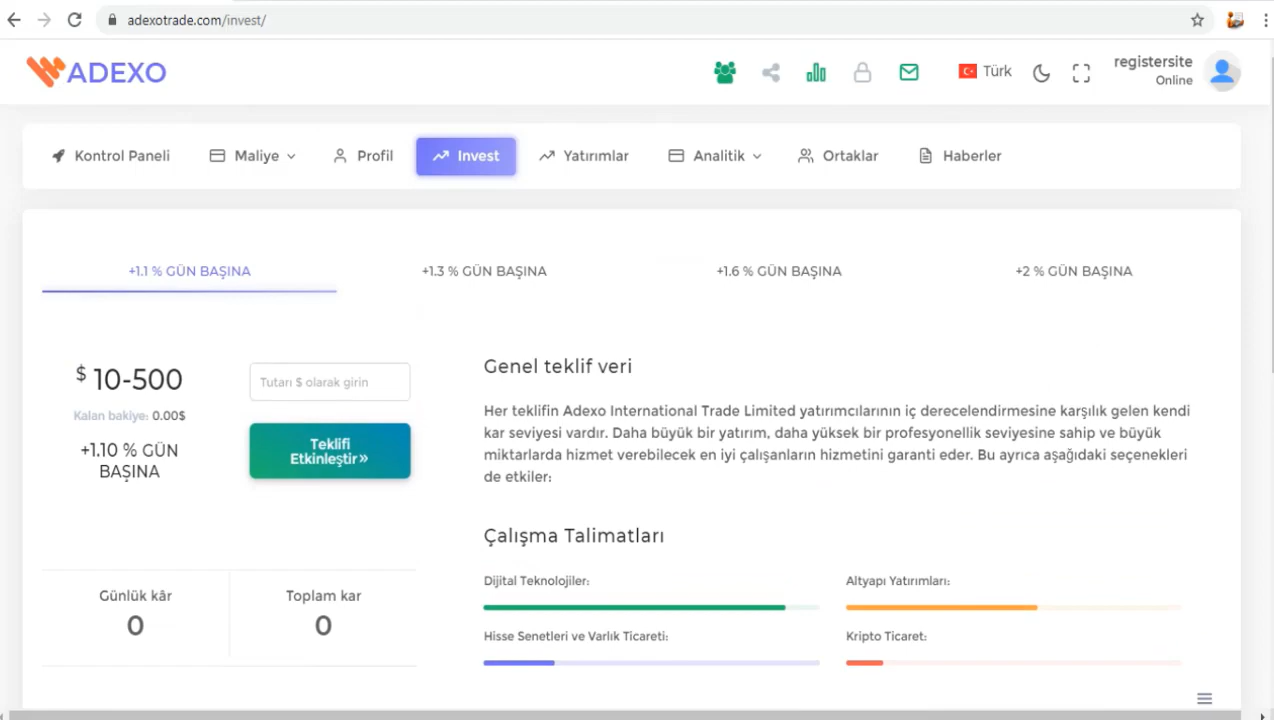 adexotrade.com/invest/
ADEXO
Türk
registersite
Online
Kontrol Paneli
Maliye
Profil
Invest
Yatırımlar
Analitik
Ortaklar
Haberler
+1.1 % GÜN BAŞINA
+1.3 % GÜN BAŞINA
+1.6 % GÜN BAŞINA
+2 % GÜN BAŞINA
$ 10-500
Kalan bakiye: 0.00$
+1.10 % GÜN
BAŞINA
Tutarı $ olarak girin
Teklifi
Etkinleştir»
Günlük kâr
0
Toplam kar
0
Genel teklif veri
Her teklifin Adexo International Trade Limited yatırımcılarının iç derecelendirmesine karşılık gelen kendi
kar seviyesi vardır. Daha büyük bir yatırım, daha yüksek bir profesyonellik seviyesine sahip ve büyük
miktarlarda hizmet verebilecek en iyi çalışanların hizmetini garanti eder. Bu ayrıca aşağıdaki seçenekleri
de etkiler:
Çalışma Talimatları
Dijital Teknolojiler:
Altyapı Yatırımları:
Hisse Senetleri ve Varlık Ticareti:
Kripto Ticaret: